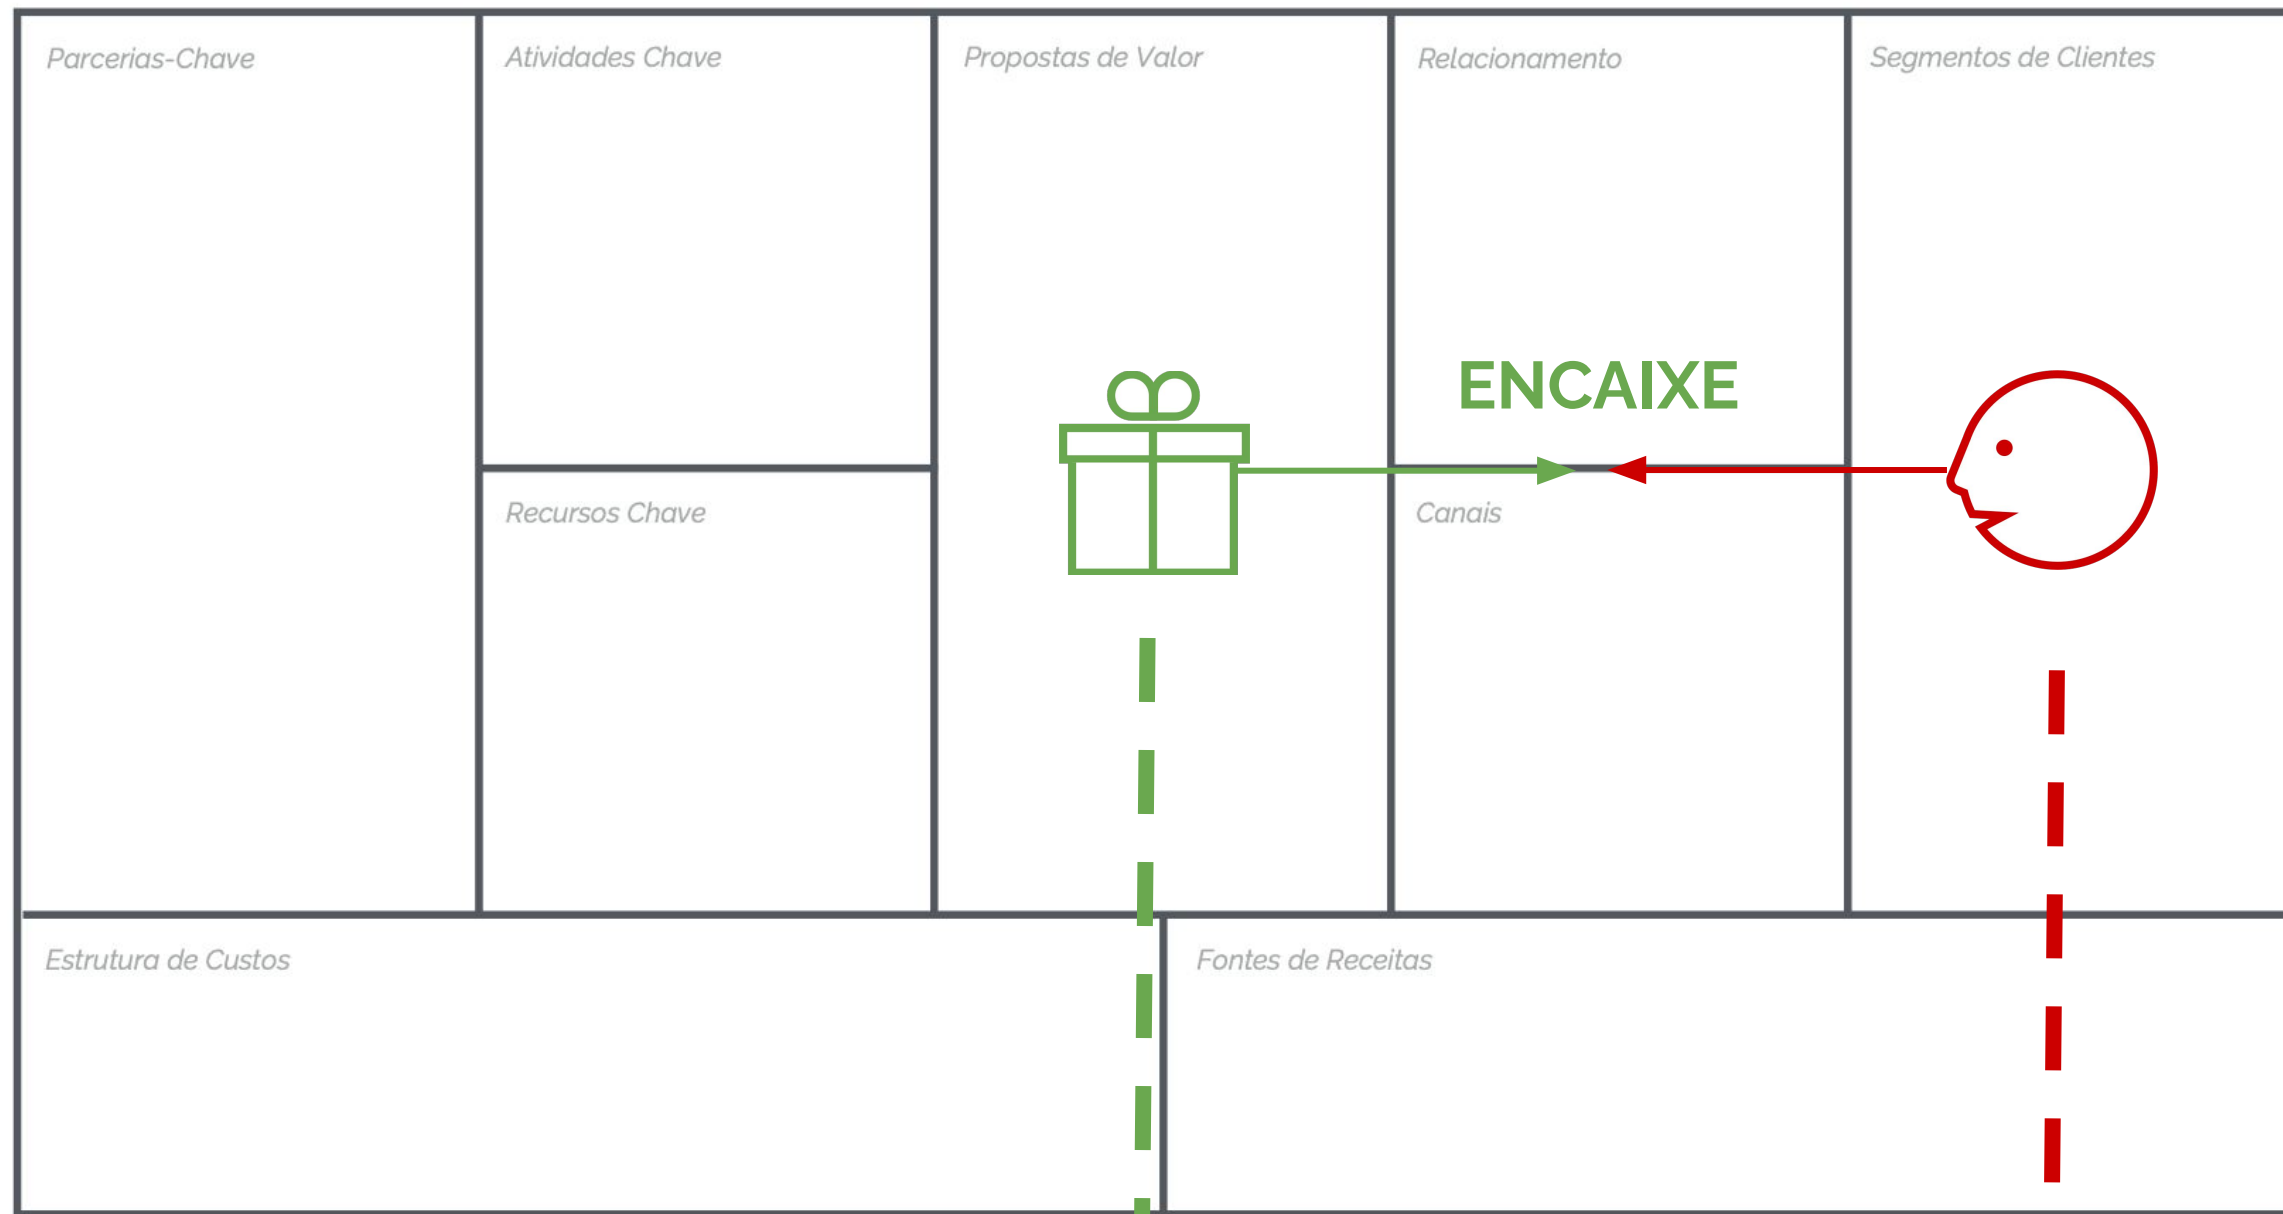 Parcerias-Chave
Atividades Chave
Propostas de Valor
Relacionamento
Segmentos de Clientes
ENCAIXE
Recursos Chave
Canais
Estrutura de Custos
Fontes de Receitas